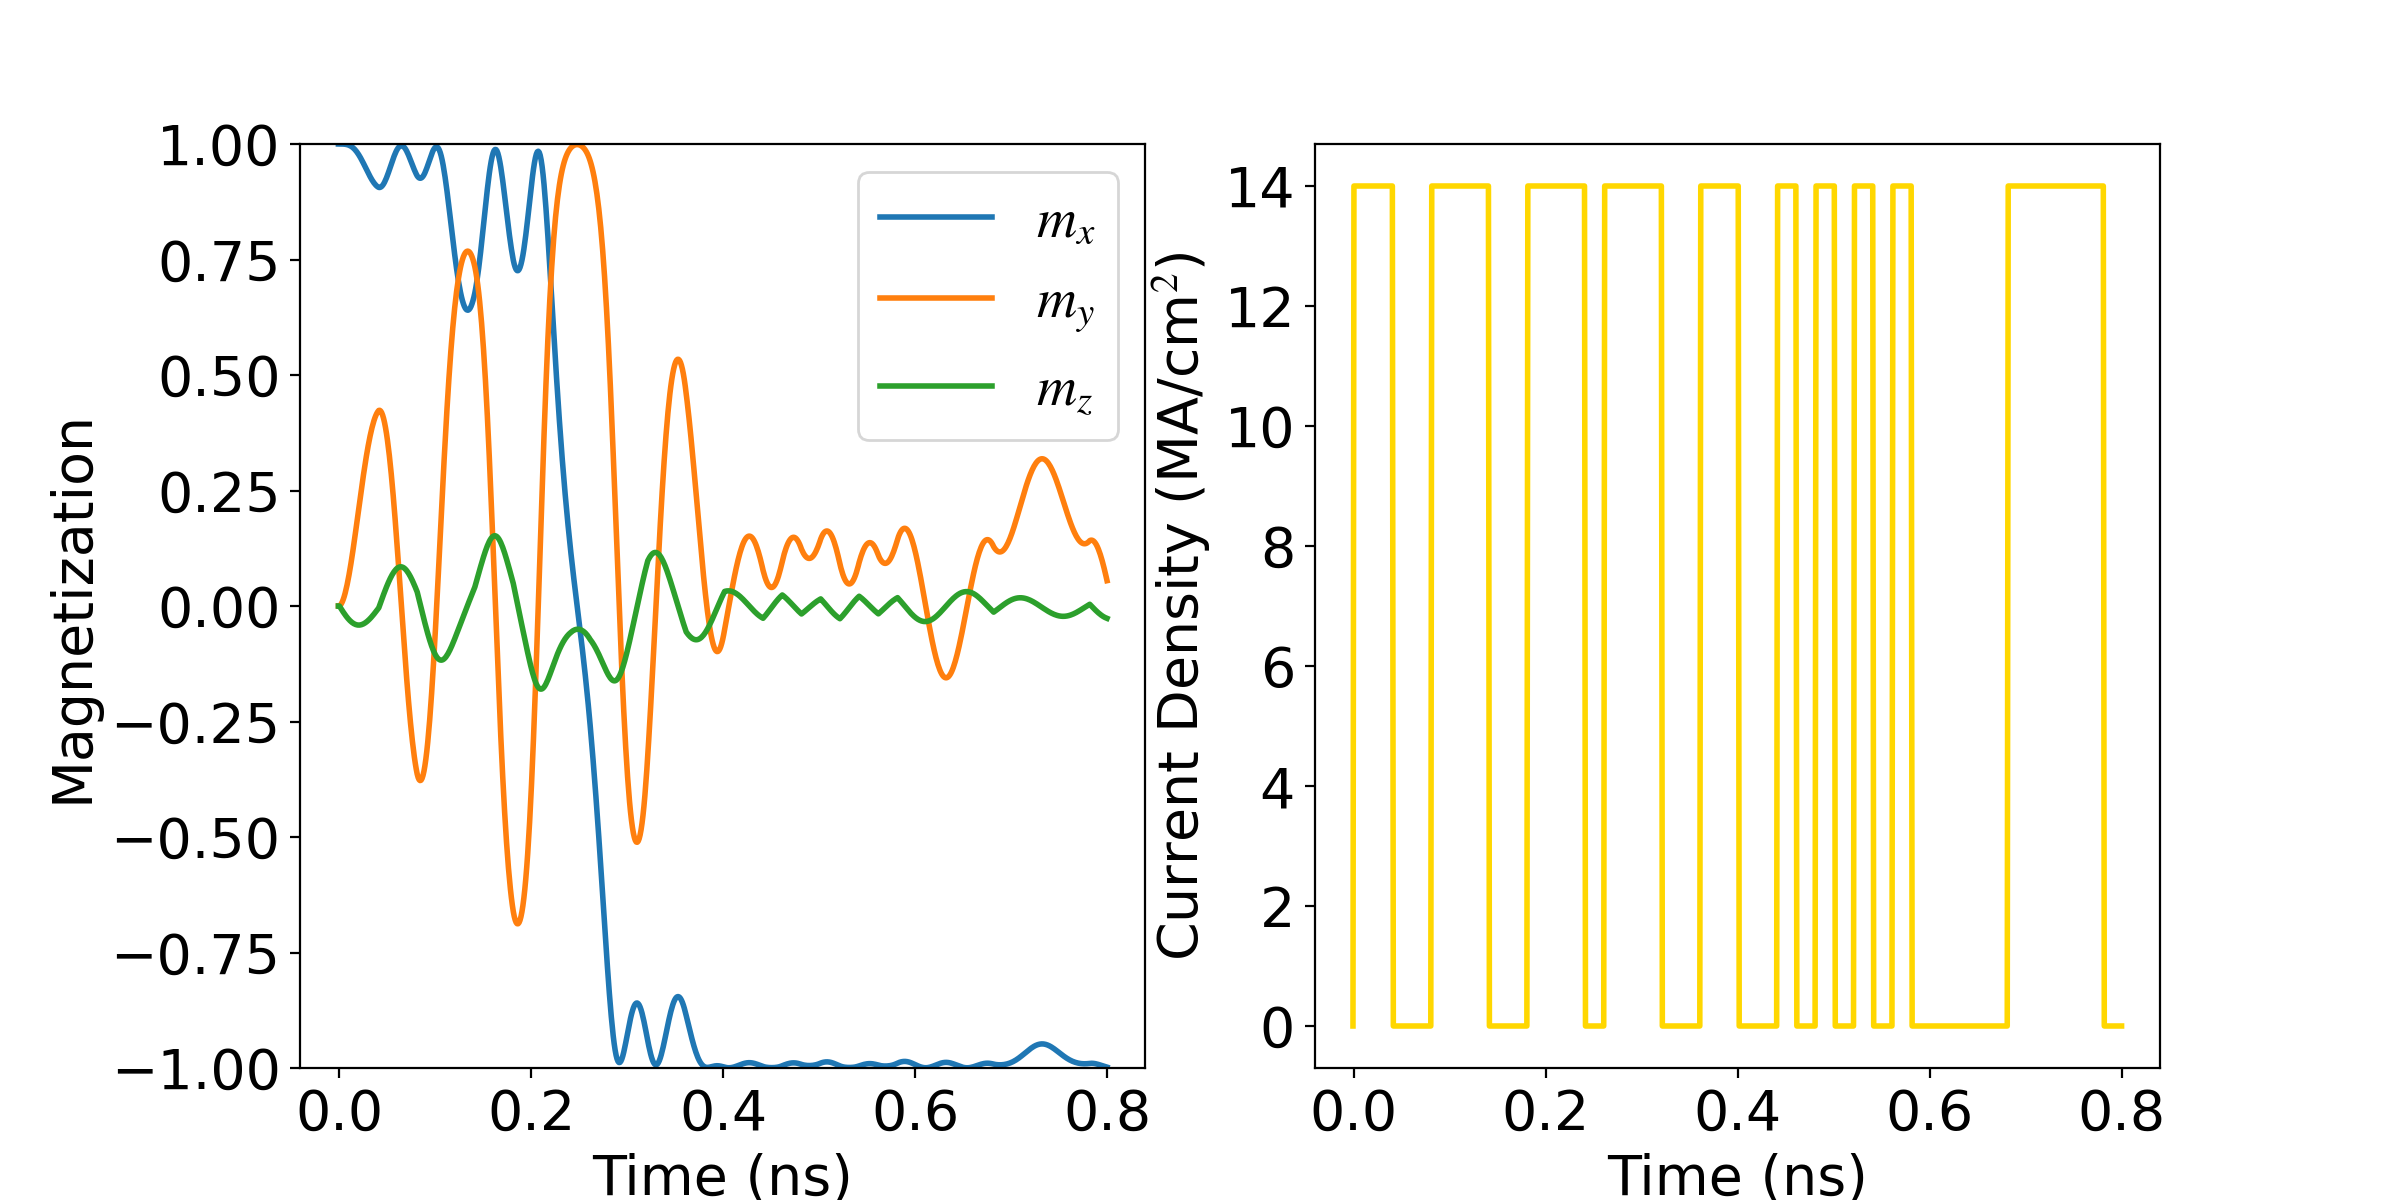 Magnetization
1.00
0.75
0.50
0.25
0.00
−0.25
−0.50
−0.75
−1.00
0.0 0.2 0.4 0.6 0.8
Time (ns)
m_x
m_y
m_z
Current Density (MA/cm²)
14
12
10
8
6
4
2
0
0.0 0.2 0.4 0.6 0.8
Time (ns)